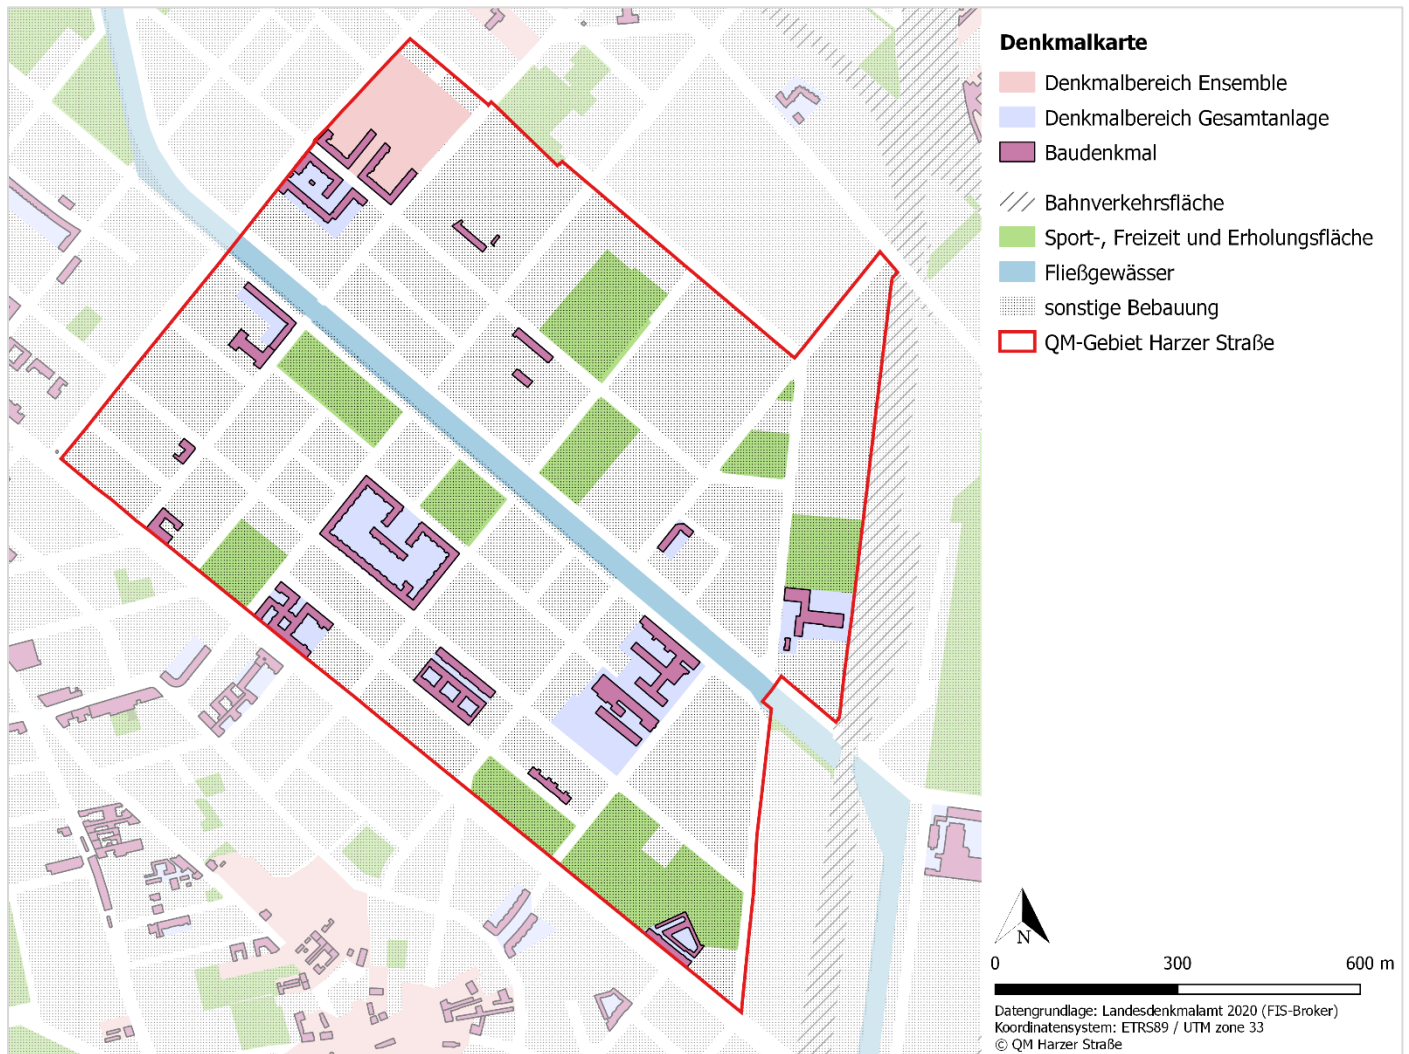 Denkmalkarte
Denkmalbereich Ensemble
Denkmalbereich Gesamtanlage
Baudenkmal
Bahnverkehrsfläche
Sport-, Freizeit und Erholungsfläche
Fließgewässer
sonstige Bebauung
QM-Gebiet Harzer Straße
N
0 300 600 m
Datengrundlage: Landesdenkmalamt 2020 (FIS-Broker)
Koordinatensystem: ETRS89 / UTM zone 33
© QM Harzer Straße